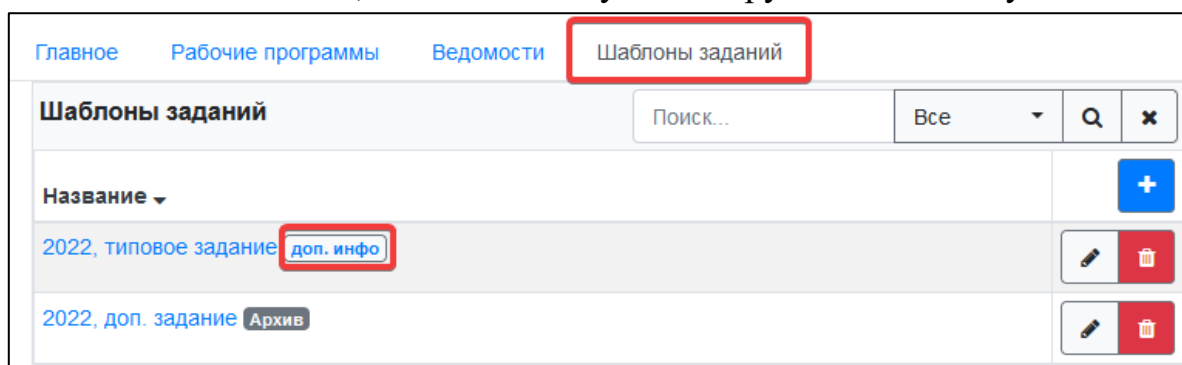 Главное Рабочие программы Ведомости Шаблоны заданий
Шаблоны заданий Поиск... Все
Название
2022, типовое задание доп. инфо
2022, доп. задание Архив